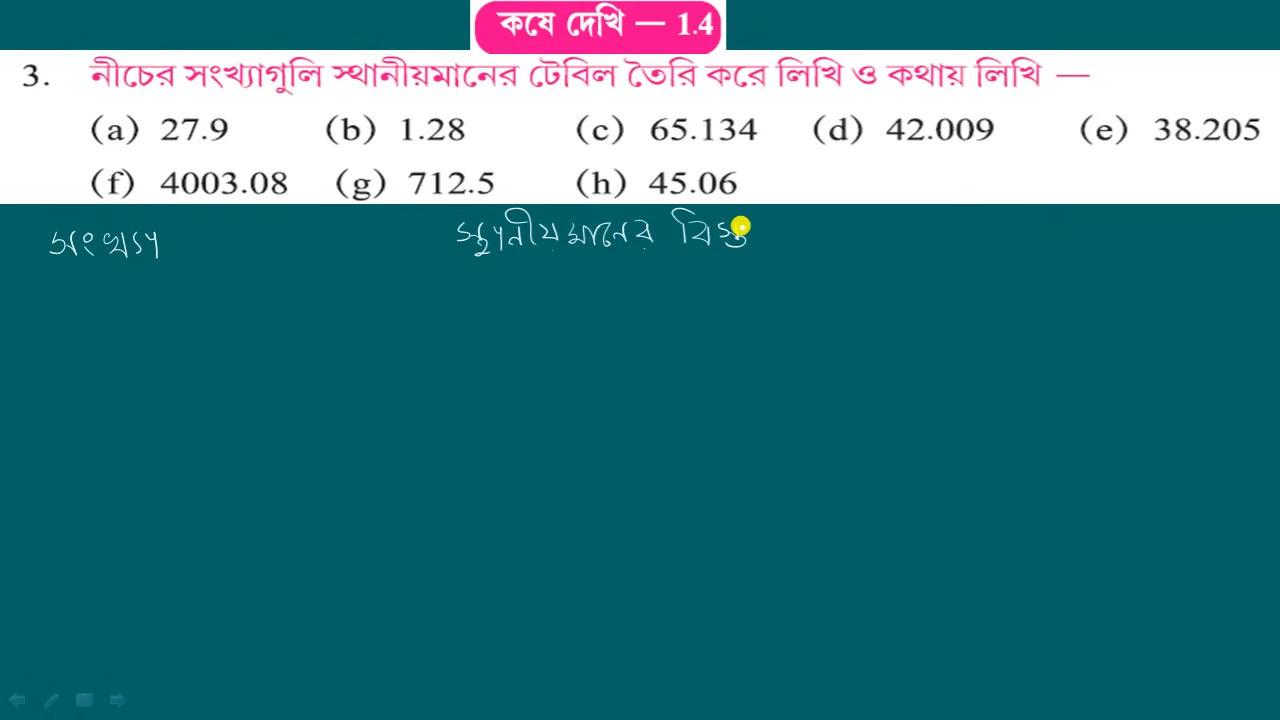 কষে দেখি — 1.4
3. নীচের সংখ্যাগুলি স্থানীয়মানের টেবিল তৈরি করে লিখি ও কথায় লিখি —
(a) 27.9 (b) 1.28 (c) 65.134 (d) 42.009 (e) 38.205
(f) 4003.08 (g) 712.5 (h) 45.06
সংখ্যা স্থানীয়মানের